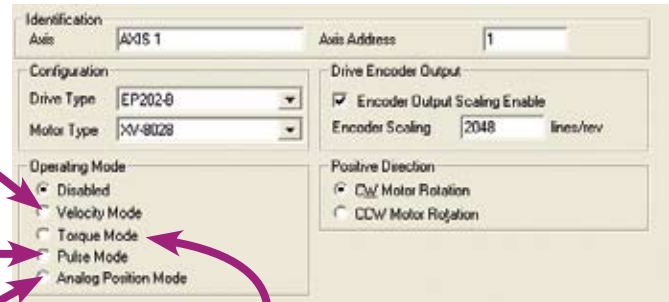 Identification
Axis AXIS 1 Axis Address 1
Configuration
Drive Type EP202-B
Motor Type XV-8028
Drive Encoder Output
Encoder Output Scaling Enable
Encoder Scaling 2048 lines/rev
Operating Mode
Disabled
Velocity Mode
Torque Mode
Pulse Mode
Analog Position Mode
Positive Direction
CW Motor Rotation
CCW Motor Rotation